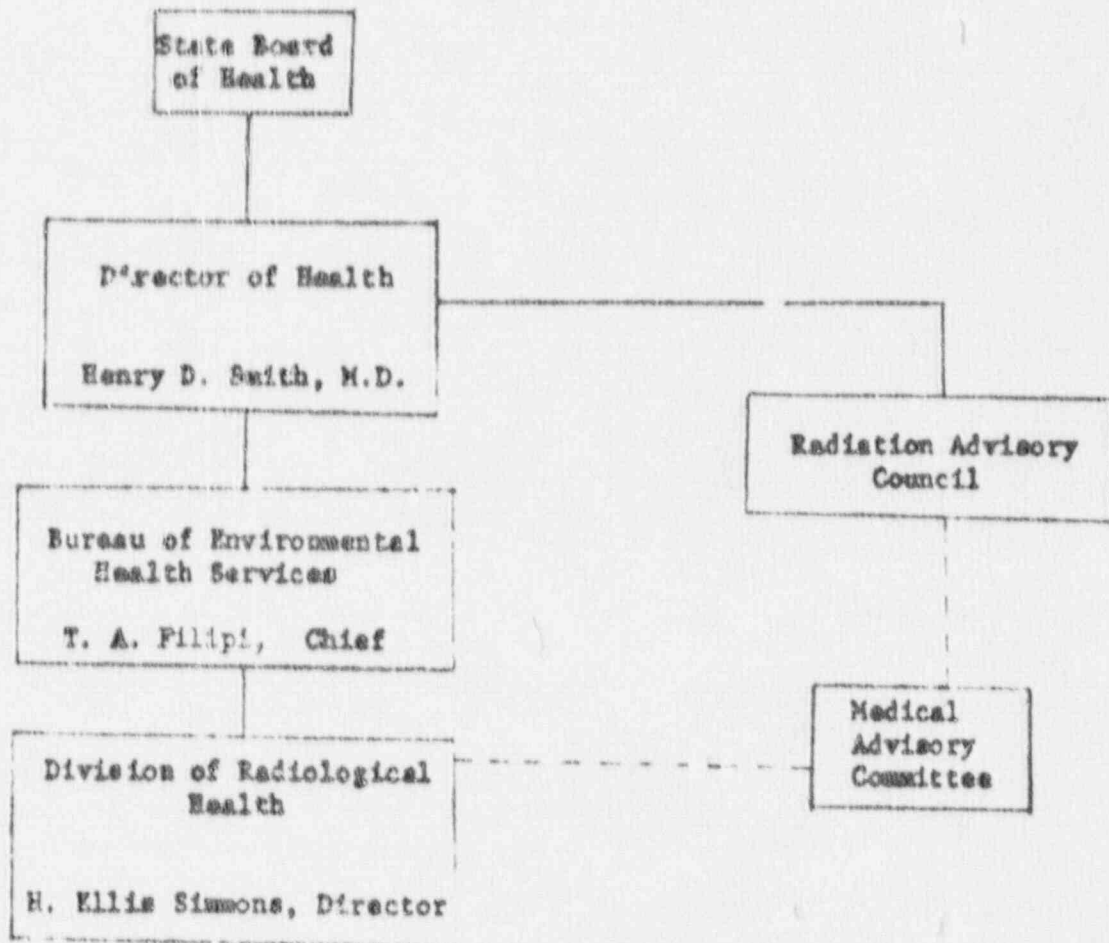 State Board
of Health
Director of Health
Henry D. Smith, M.D.
Radiation Advisory
Council
Bureau of Environmental
Health Services
T. A. Filipi, Chief
Medical
Advisory
Committee
Division of Radiological
Health
H. Ellis Simmons, Director